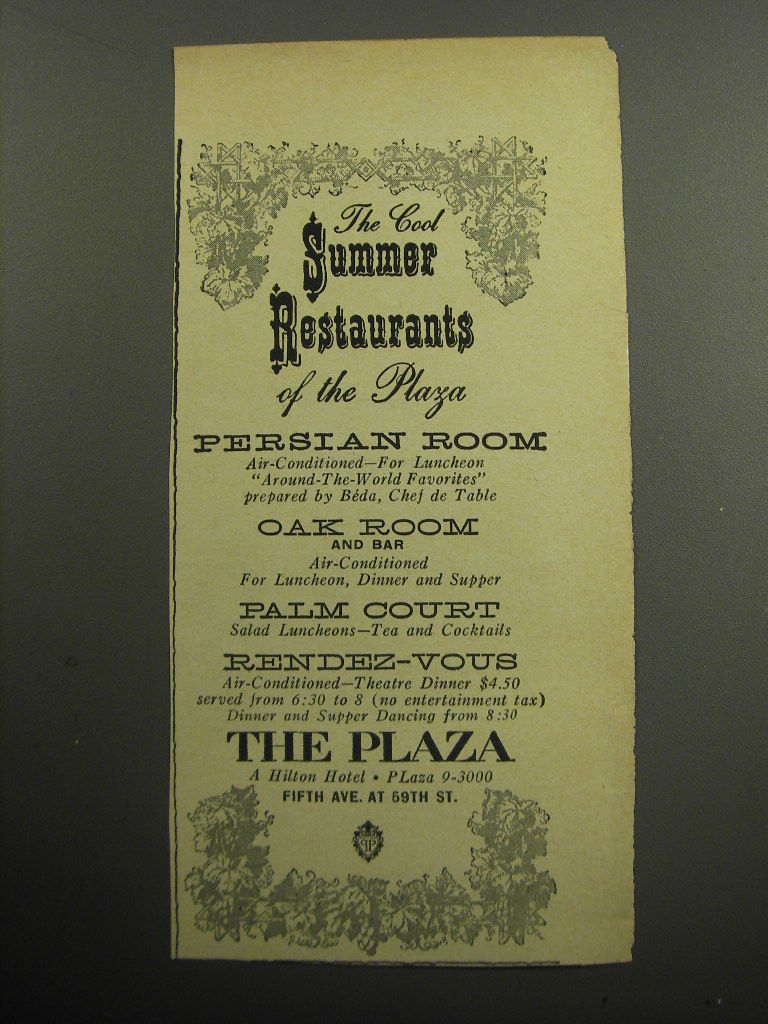 The Cool
Summer
Restaurants
of the Plaza
PERSIAN ROOM
Air-Conditioned—For Luncheon
"Around-The-World Favorites"
prepared by Béda, Chef de Table
OAK ROOM
AND BAR
Air-Conditioned
For Luncheon, Dinner and Supper
PALM COURT
Salad Luncheons—Tea and Cocktails
RENDEZ-VOUS
Air-Conditioned—Theatre Dinner $4.50
served from 6:30 to 8 (no entertainment tax)
Dinner and Supper Dancing from 8:30
THE PLAZA
A Hilton Hotel • PLaza 9-3000
FIFTH AVE. AT 59TH ST.